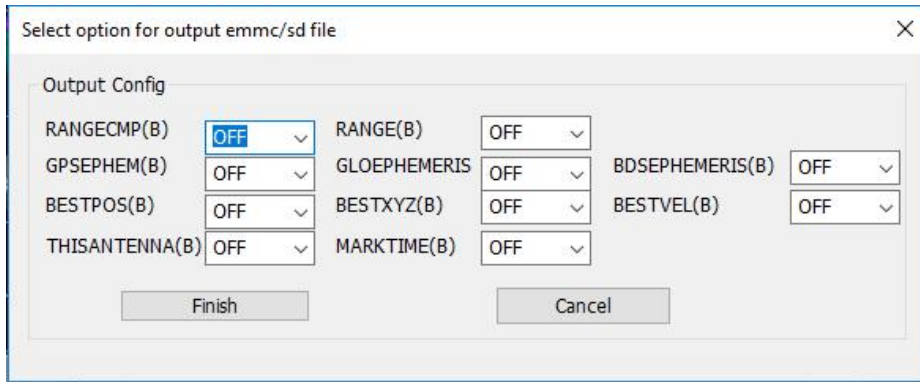 Select option for output emmc/sd file
Output Config
RANGECMP(B) OFF RANGE(B) OFF
GPSEPHEM(B) OFF GLOEPHEMERIS OFF BDSEPHEMERIS(B) OFF
BESTPOS(B) OFF BESTXYZ(B) OFF BESTVEL(B) OFF
THISANTENNA(B) OFF MARKTIME(B) OFF
Finish Cancel